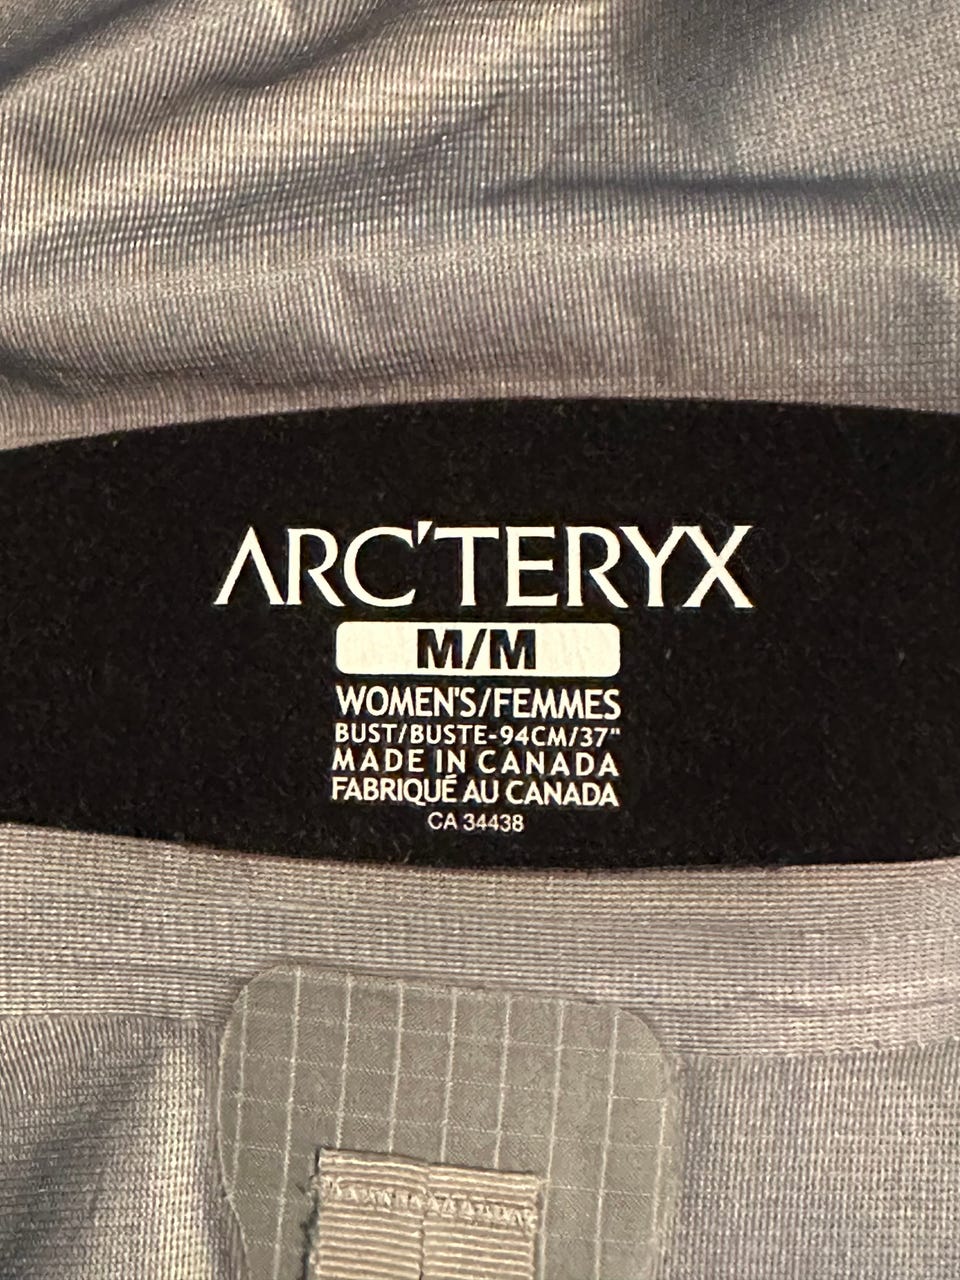 ARC'TERYX
M/M
WOMEN'S/FEMMES
BUST/BUSTE-94CM/37"
MADE IN CANADA
FABRIQUÉ AU CANADA
CA 34438